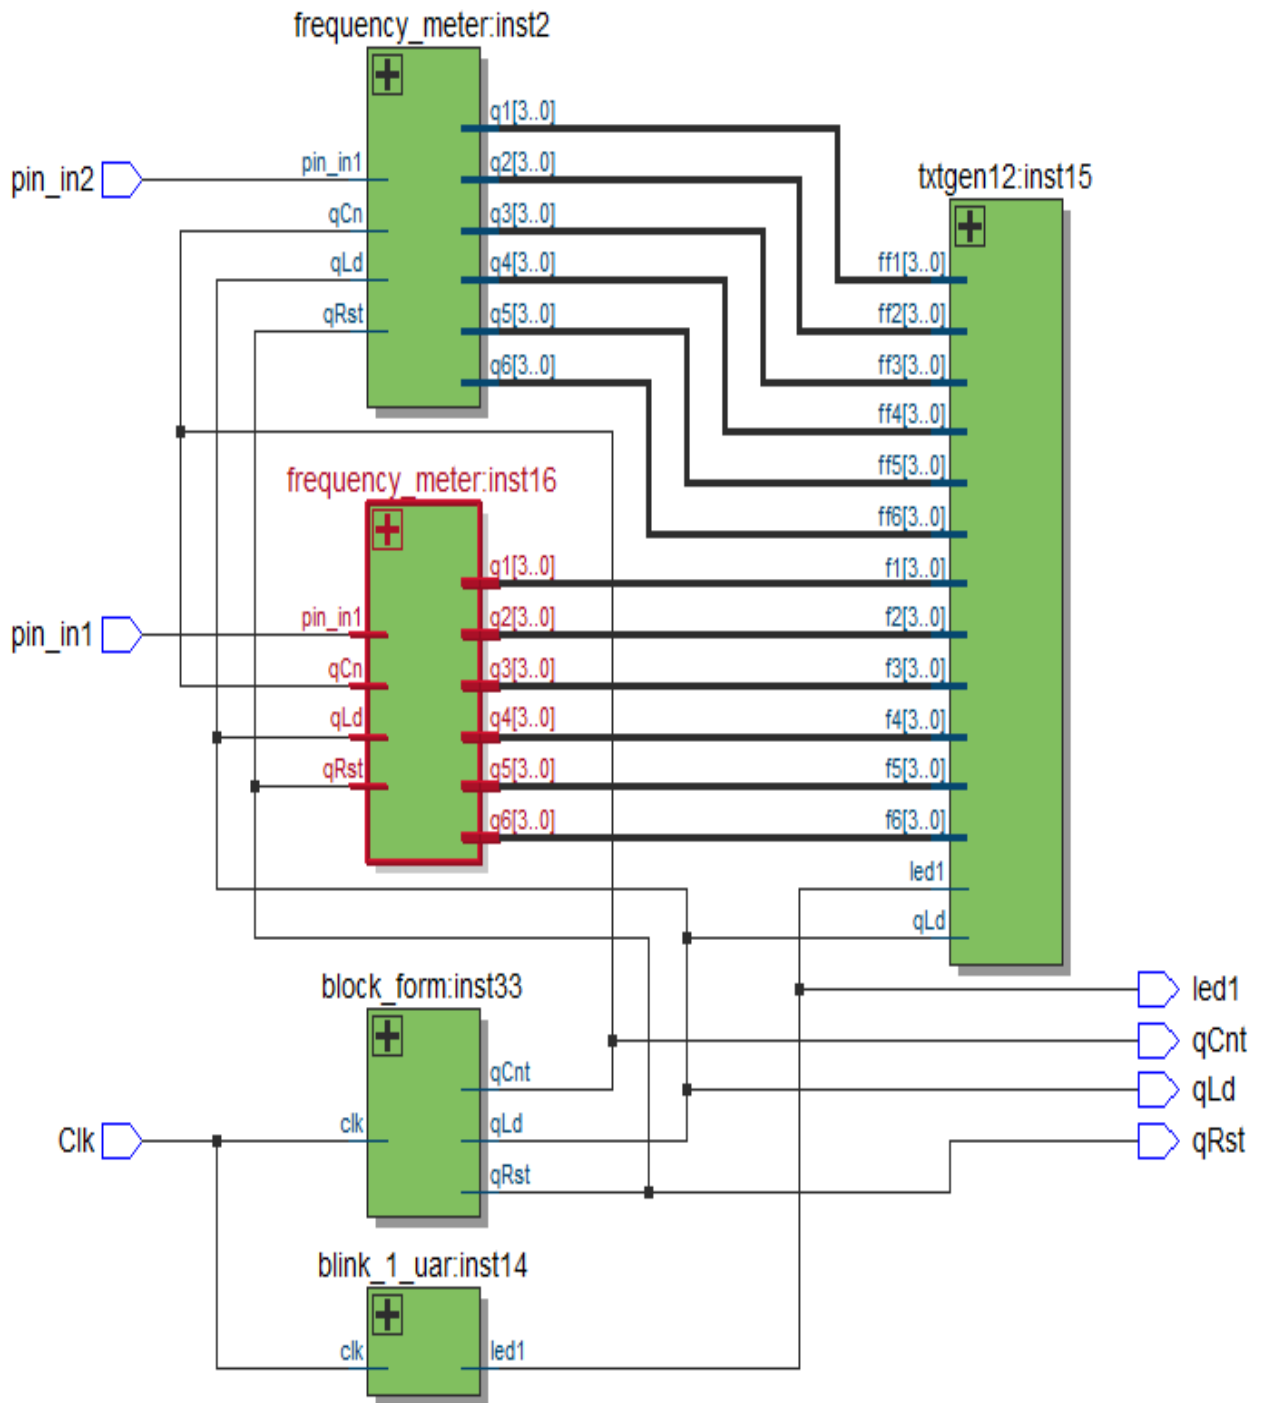 frequency_meter:inst2
q1[3..0]
pin_in2
pin_in1
q2[3..0]
txtgen12:inst15
qCn
q3[3..0]
qLd
q4[3..0]
ff1[3..0]
qRst
q5[3..0]
ff2[3..0]
q6[3..0]
ff3[3..0]
ff4[3..0]
frequency_meter:inst16
ff5[3..0]
ff6[3..0]
q1[3..0]
f1[3..0]
pin_in1
pin_in1
q2[3..0]
f2[3..0]
qCn
q3[3..0]
f3[3..0]
qLd
q4[3..0]
f4[3..0]
qRst
q5[3..0]
f5[3..0]
q6[3..0]
f6[3..0]
led1
qLd
block_form:inst33
led1
qCnt
qCnt
Clk
clk
qLd
qLd
qRst
qRst
blink_1_uar:inst14
clk
led1